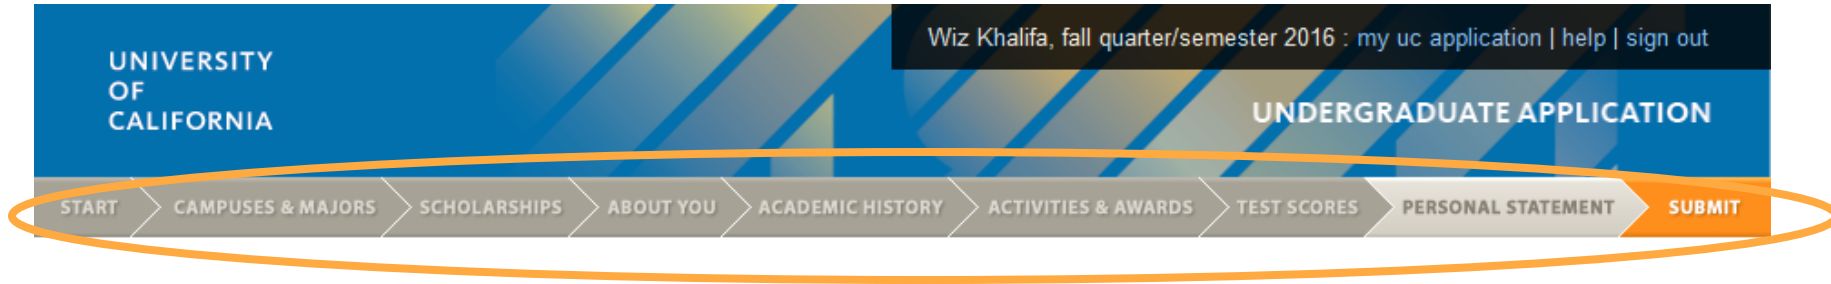 Wiz Khalifa, fall quarter/semester 2016 : my uc application | help | sign out
UNIVERSITY
OF
CALIFORNIA
UNDERGRADUATE APPLICATION
START CAMPUSES & MAJORS SCHOLARSHIPS ABOUT YOU ACADEMIC HISTORY ACTIVITIES & AWARDS TEST SCORES PERSONAL STATEMENT SUBMIT